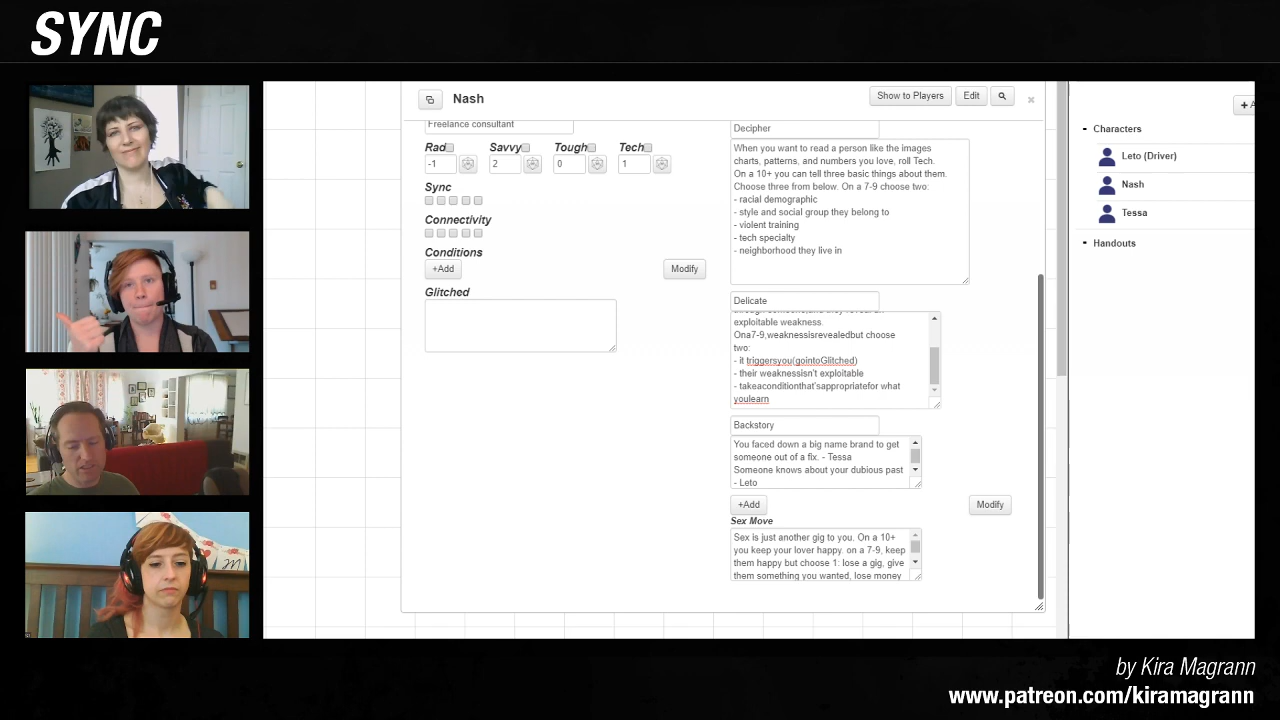 SYNC
Nash
Show to Players
Edit
Freelance consultant
Rad
Savvy
Tough
Tech
-1
2
0
1
Sync
Connectivity
Conditions
+Add
Modify
Glitched
Decipher
When you want to read a person like the images
charts, patterns, and numbers you love, roll Tech.
On a 10+ you can tell three basic things about them.
Choose three from below. On a 7-9 choose two:
- racial demographic
- style and social group they belong to
- violent training
- tech specialty
- neighborhood they live in
Delicate
exploitable weakness
Ona7-9,weaknessisrevealedbut choose
two:
- it triggersyou(gointoGlitched)
- their weaknessisn't exploitable
- takeaconditionthat'sappropriatefor what
youlearn
Backstory
You faced down a big name brand to get
someone out of a fix. - Tessa
Someone knows about your dubious past
- Leto
+Add
Modify
Sex Move
Sex is just another gig to you. On a 10+
you keep your lover happy. on a 7-9, keep
them happy but choose 1: lose a gig, give
them something you wanted, lose money
Characters
Leto (Driver)
Nash
Tessa
Handouts
by Kira Magrann
www.patreon.com/kiramagrann